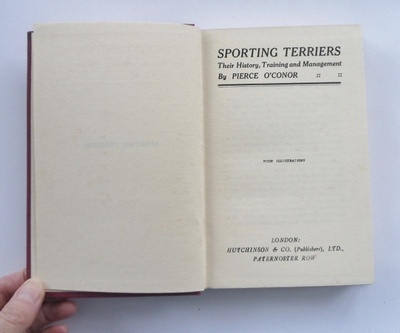 SPORTING TERRIERS
Their History, Training and Management
By PIERCE O'CONOR :: ::
WITH ILLUSTRATIONS
LONDON:
HUTCHINSON & CO. (Publishers), LTD.,
PATERNOSTER ROW